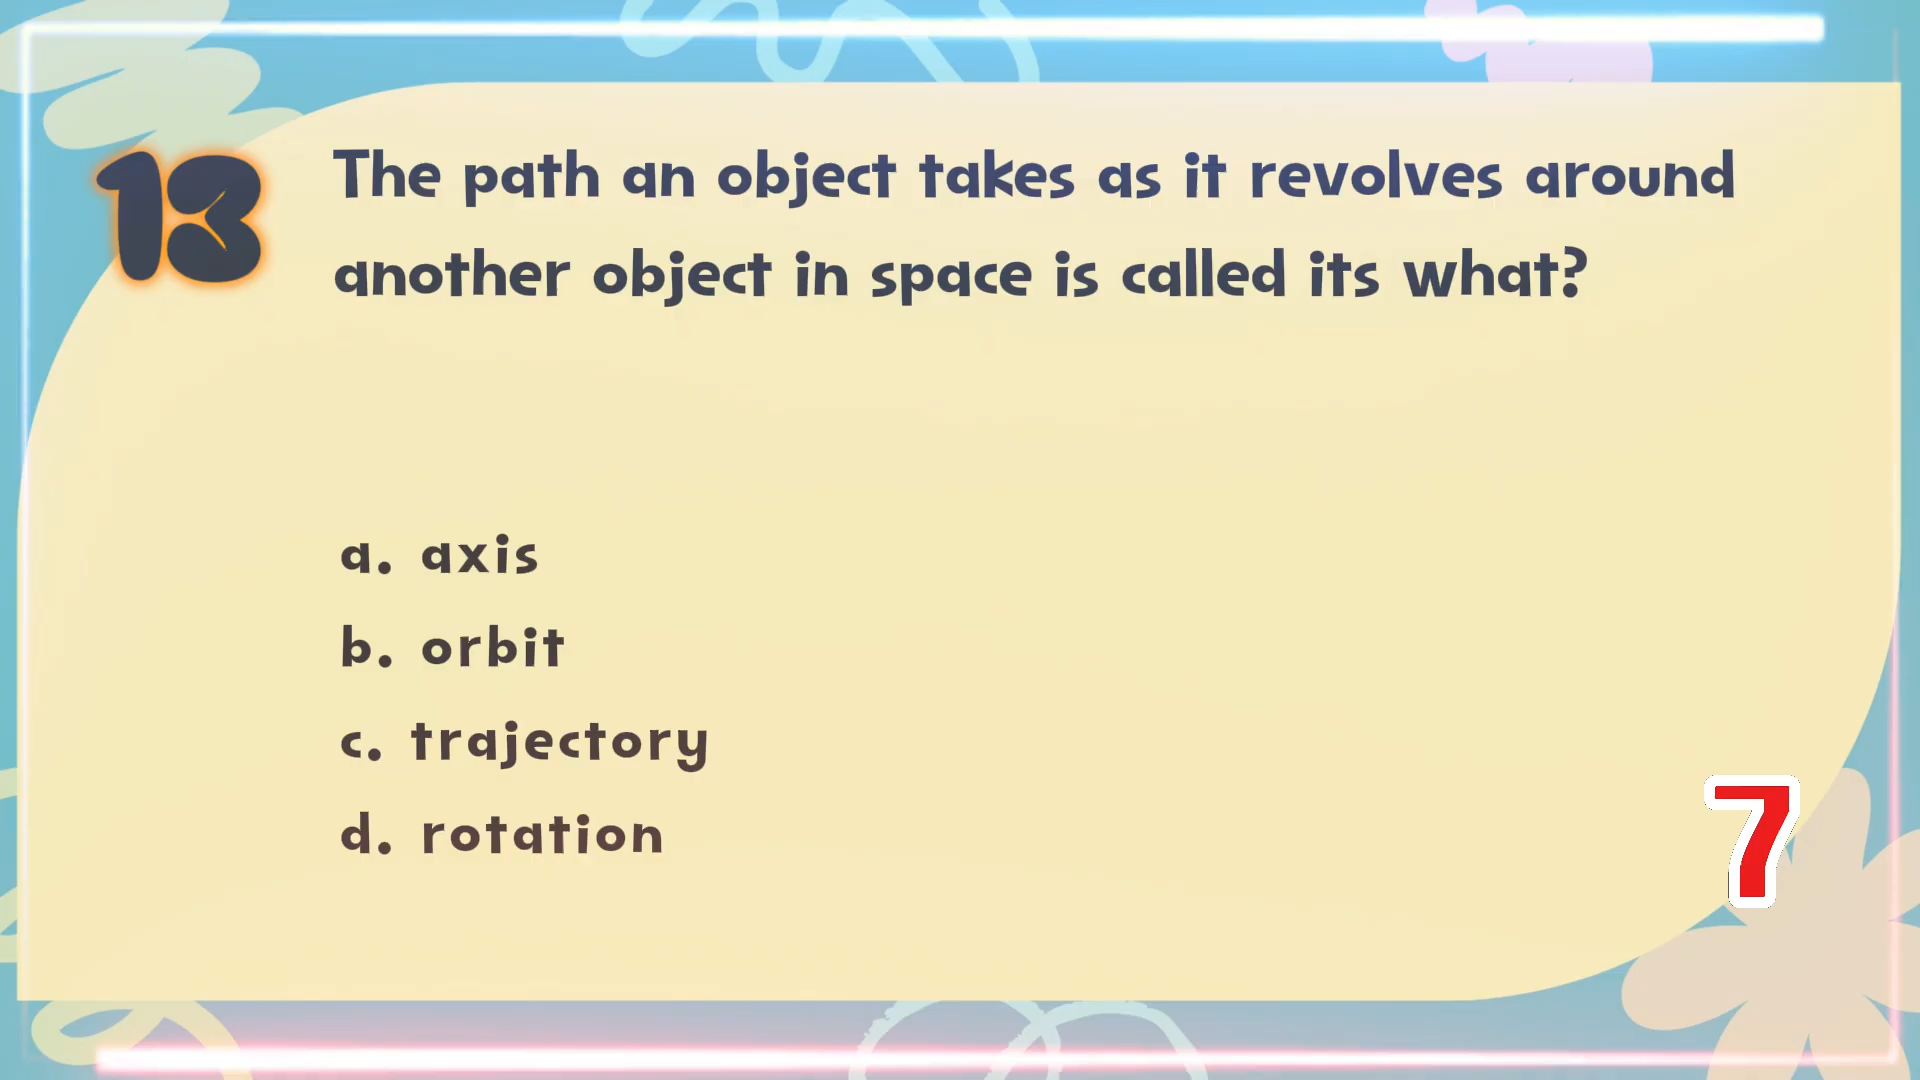 13
The path an object takes as it revolves around
another object in space is called its what?
a. axis
b. orbit
c. trajectory
d. rotation
7